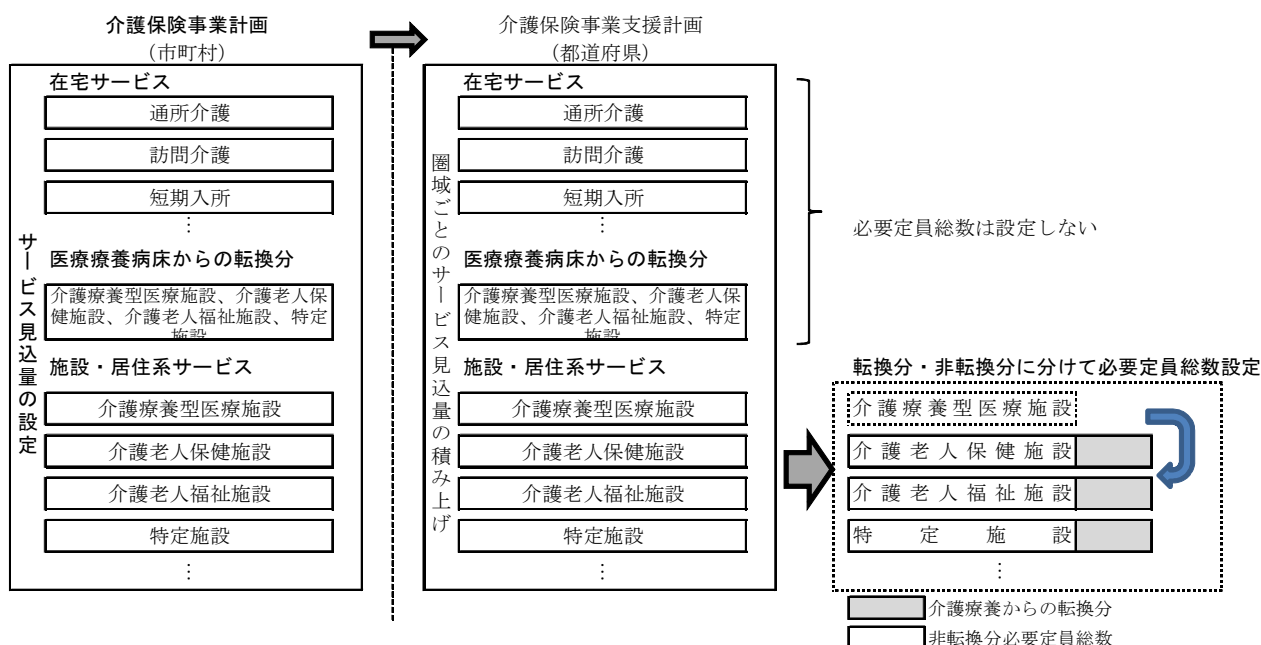 介護保険事業計画
（市町村）
サービス見込量の設定
在宅サービス
通所介護
訪問介護
短期入所
⋮
医療療養病床からの転換分
介護療養型医療施設、介護老人保
健施設、介護老人福祉施設、特定
施設
施設・居住系サービス
介護療養型医療施設
介護老人保健施設
介護老人福祉施設
特定施設
⋮
介護保険事業支援計画
（都道府県）
圏域ごとのサービス見込量の積み上げ
在宅サービス
通所介護
訪問介護
短期入所
⋮
医療療養病床からの転換分
介護療養型医療施設、介護老人保
健施設、介護老人福祉施設、特定
施設
施設・居住系サービス
介護療養型医療施設
介護老人保健施設
介護老人福祉施設
特定施設
⋮
必要定員総数は設定しない
転換分・非転換分に分けて必要定員総数設定
介護療養型医療施設
介護老人保健施設
介護老人福祉施設
特定施設
⋮
介護療養からの転換分
非転換分必要定員総数